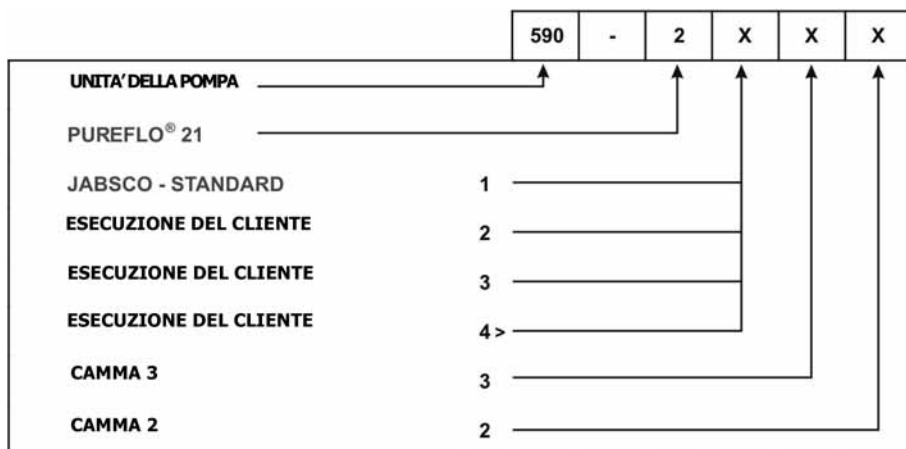 590 - 2 X X X
UNITA' DELLA POMPA
PUREFLO® 21
JABSCO - STANDARD 1
ESECUZIONE DEL CLIENTE 2
ESECUZIONE DEL CLIENTE 3
ESECUZIONE DEL CLIENTE 4 >
CAMMA 3 3
CAMMA 2 2